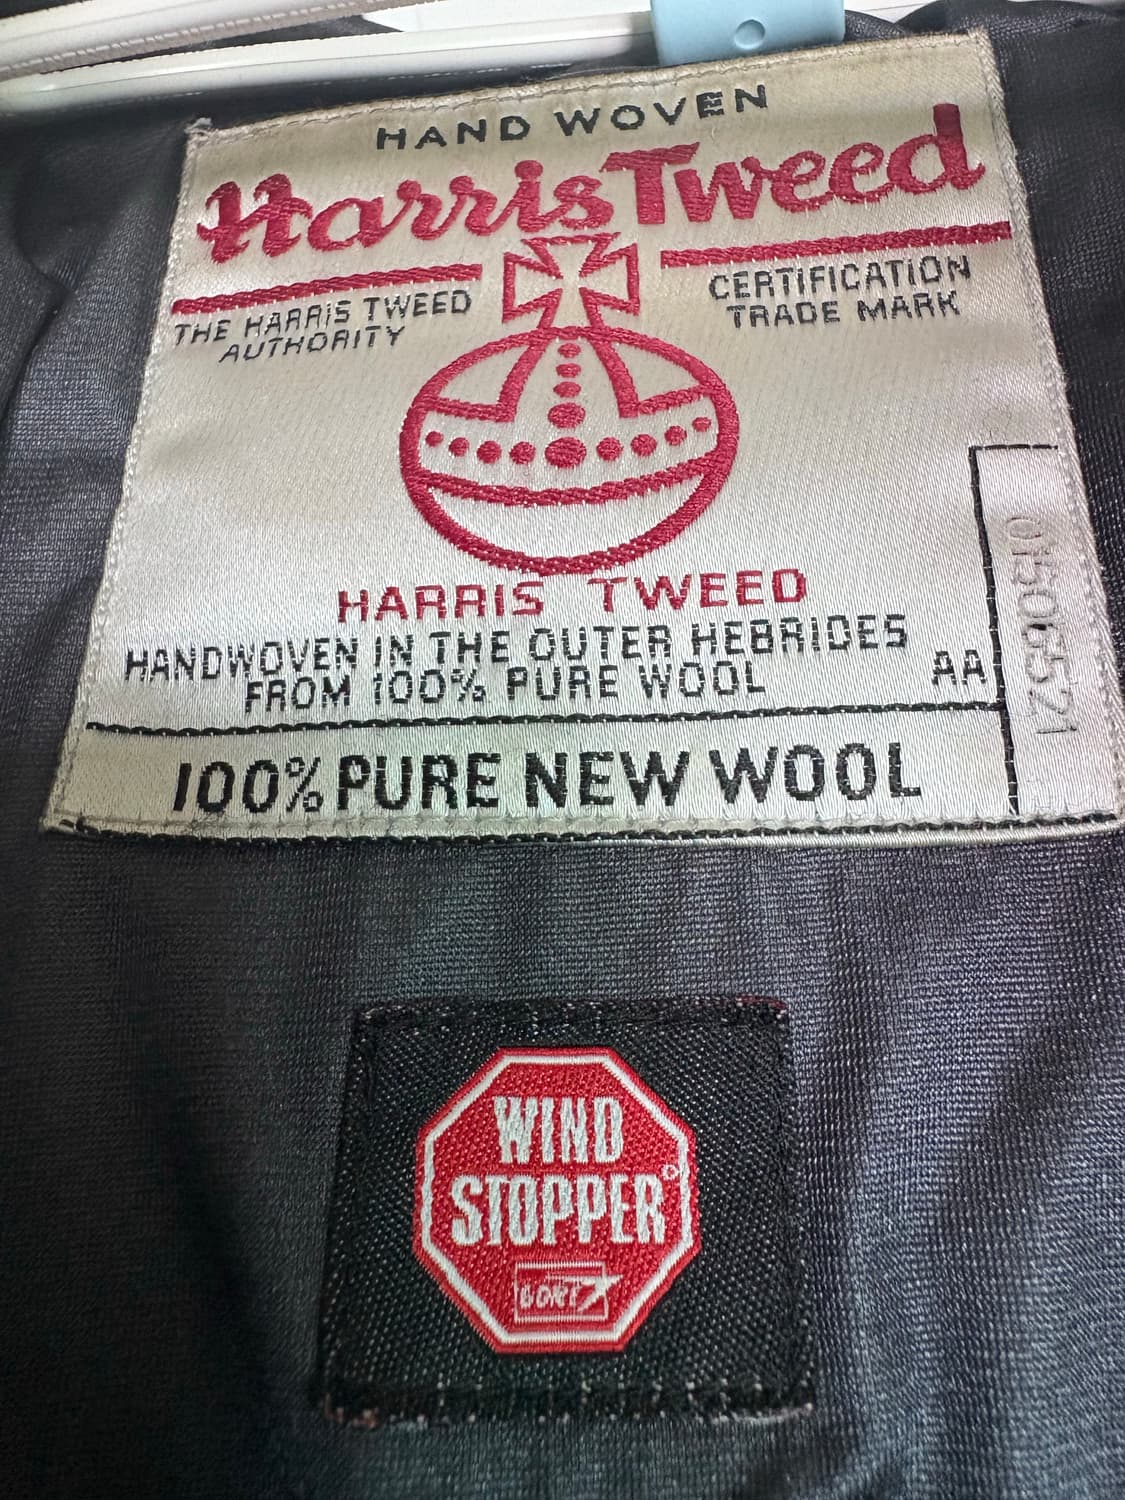 HAND WOVEN
Harris Tweed
THE HARRIS TWEED
AUTHORITY
CERTIFICATION
TRADE MARK
HARRIS TWEED
HANDWOVEN IN THE OUTER HEBRIDES
FROM 100% PURE WOOL
AA
100% PURE NEW WOOL
WIND
STOPPER®
GORE